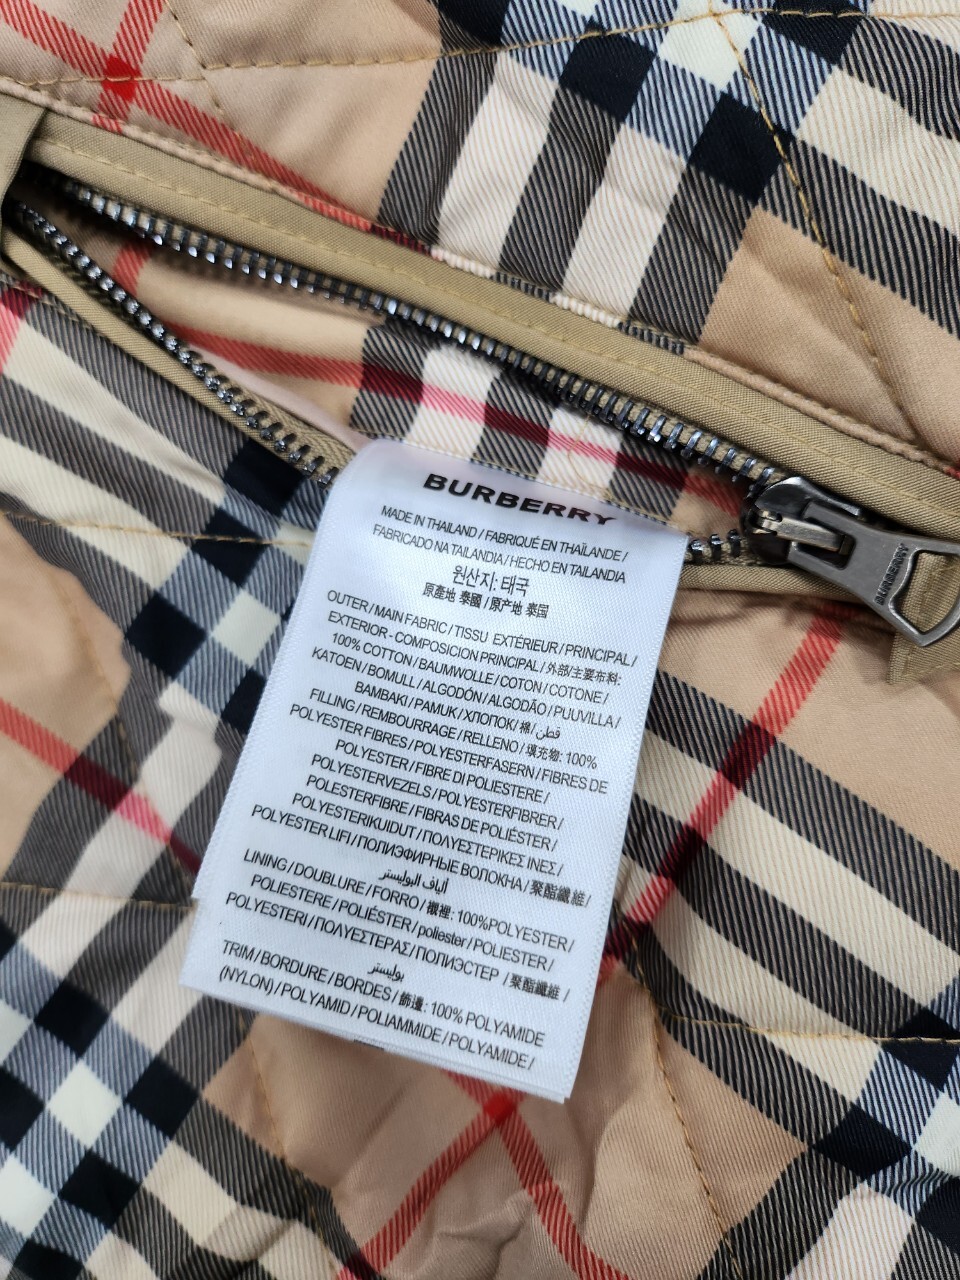 BURBERRY
MADE IN THAILAND / FABRIQUÉ EN THAÏLANDE /
FABRICADO NA TAILANDIA / HECHO EN TAILANDIA
원산지: 태국
原產地 泰國 / 原产地 泰国
OUTER / MAIN FABRIC / TISSU EXTÉRIEUR / PRINCIPAL /
EXTERIOR - COMPOSICION PRINCIPAL / 外部/主要布料:
100% COTTON / BAUMWOLLE / COTON / COTONE /
KATOEN / BOMULL / ALGODÓN / ALGODÃO / PUUVILLA /
BAMBAKI / PAMUK / ХЛОПОК / 棉 / قطن
FILLING / REMBOURRAGE / RELLENO / 填充物: 100%
POLYESTER FIBRES / POLYESTERFASERN / FIBRES DE
POLYESTER / FIBRE DI POLIESTERE /
POLYESTERVEZELS / POLYESTERFIBRER /
POLESTERFIBRE / FIBRAS DE POLIÉSTER /
POLYESTERIKUIDUT / ΠΟΛΥΕΣΤΕΡΙΚΕΣ ΙΝΕΣ /
POLYESTER LIFI / ПОЛИЭФИРНЫЕ ВОЛОКНА / 聚酯纖維 /
ألياف البوليستر
LINING / DOUBLURE / FORRO / 襯裡: 100%POLYESTER /
POLIESTERE / POLIÉSTER / poliester / POLIESTER /
POLYESTERI / ΠΟΛΥΕΣΤΕΡΑΣ / ПОЛИЭСТЕР / 聚酯纖維 /
بوليستر
TRIM / BORDURE / BORDES / 飾邊: 100% POLYAMIDE
(NYLON) / POLYAMID / POLIAMMIDE / POLYAMIDE /
BURBERRY